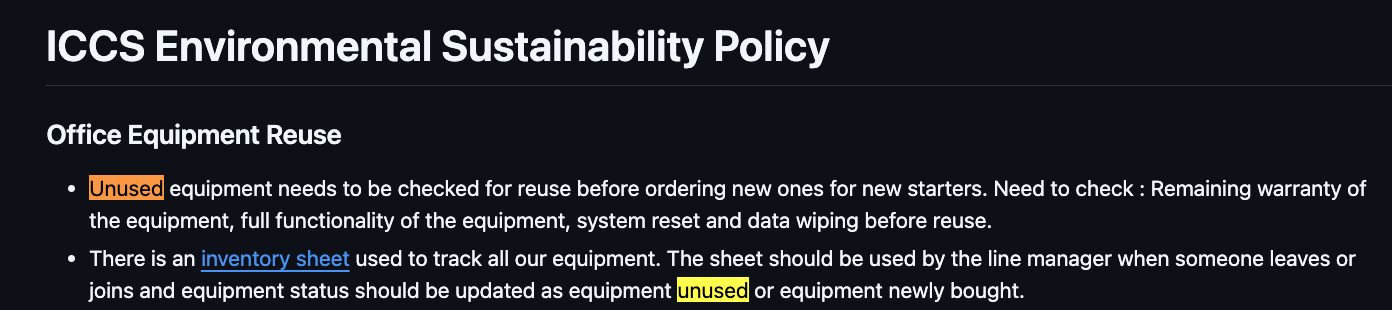 ICCS Environmental Sustainability Policy
Office Equipment Reuse
• Unused equipment needs to be checked for reuse before ordering new ones for new starters. Need to check : Remaining warranty of
the equipment, full functionality of the equipment, system reset and data wiping before reuse.
• There is an inventory sheet used to track all our equipment. The sheet should be used by the line manager when someone leaves or
joins and equipment status should be updated as equipment unused or equipment newly bought.